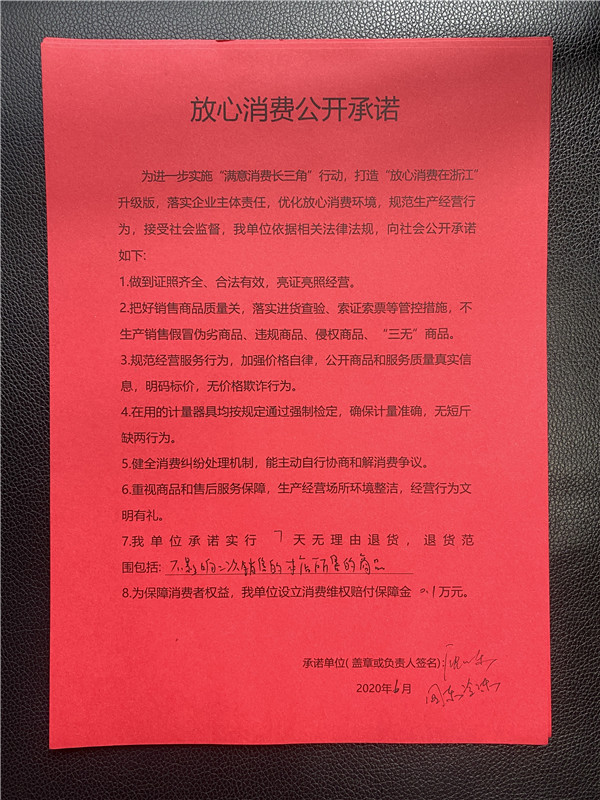 放心消费公开承诺
为进一步实施“满意消费长三角”行动，打造“放心消费在浙江”
升级版，落实企业主体责任，优化放心消费环境，规范生产经营行
为，接受社会监督，我单位依据相关法律法规，向社会公开承诺
如下：
1.做到证照齐全、合法有效，亮证亮照经营。
2.把好销售商品质量关，落实进货查验、索证索票等管控措施，不
生产销售假冒伪劣商品、违规商品、侵权商品、“三无”商品。
3.规范经营服务行为，加强价格自律，公开商品和服务质量真实信
息，明码标价，无价格欺诈行为。
4.在用的计量器具均按规定通过强制检定，确保计量准确，无短斤
缺两行为。
5.健全消费纠纷处理机制，能主动自行协商和解消费争议。
6.重视商品和售后服务保障，生产经营场所环境整洁，经营行为文
明有礼。
7.我单位承诺实行 7 天无理由退货，退货范
围包括：不影响二次销售的本店所售的商品
8.为保障消费者权益，我单位设立消费维权赔付保障金 0.1万元。
承诺单位(盖章或负责人签名)：
2020年6月